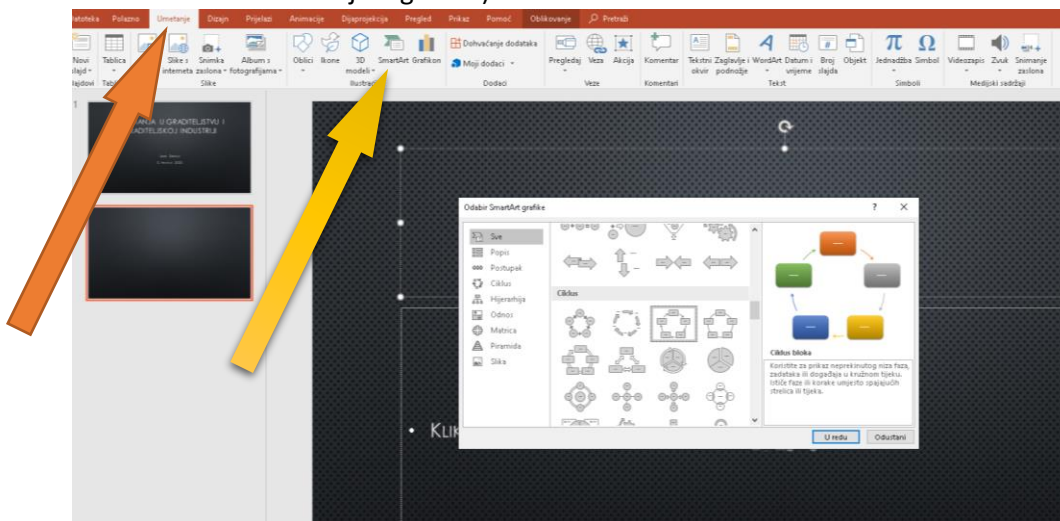 Datoteka Polazno Umetanje Dizajn Prijelazi Animacije Dijaprojekcija Pregled Prikaz Pomoć Oblikovanje Pretraži
Novi slajd Tablica Slike s interneta Snimka zaslona Album s fotografijama Oblici Ikone 3D modeli SmartArt Grafikon Dohvaćanje dodataka Moji dodaci Pregledaj Veza Akcija Komentar Tekstni okvir Zaglavlje i podnožje WordArt Datum i vrijeme Broj slajda Objekt Jednadžba Simbol Videozapis Zvuk Snimanje zaslona
Slike Dodaci Veze Komentari Tekst Simboli Medijski sadržaji
1
U GRADITELJSTVU I
GRADITELJSKOJ INDUSTRIJI
Odabir SmartArt grafike
? X
Sve
Popis
Postupak
Ciklus
Hijerarhija
Odnos
Matrica
Piramida
Slika
Ciklus
Ciklus bloka
Koristite za prikaz neprekinutog niza faza,
zadataka ili događaja u kružnom tijeku.
Ističe faze ili korake umjesto spajajućih
strelica ili tijeka.
U redu Odustani
• KLIK